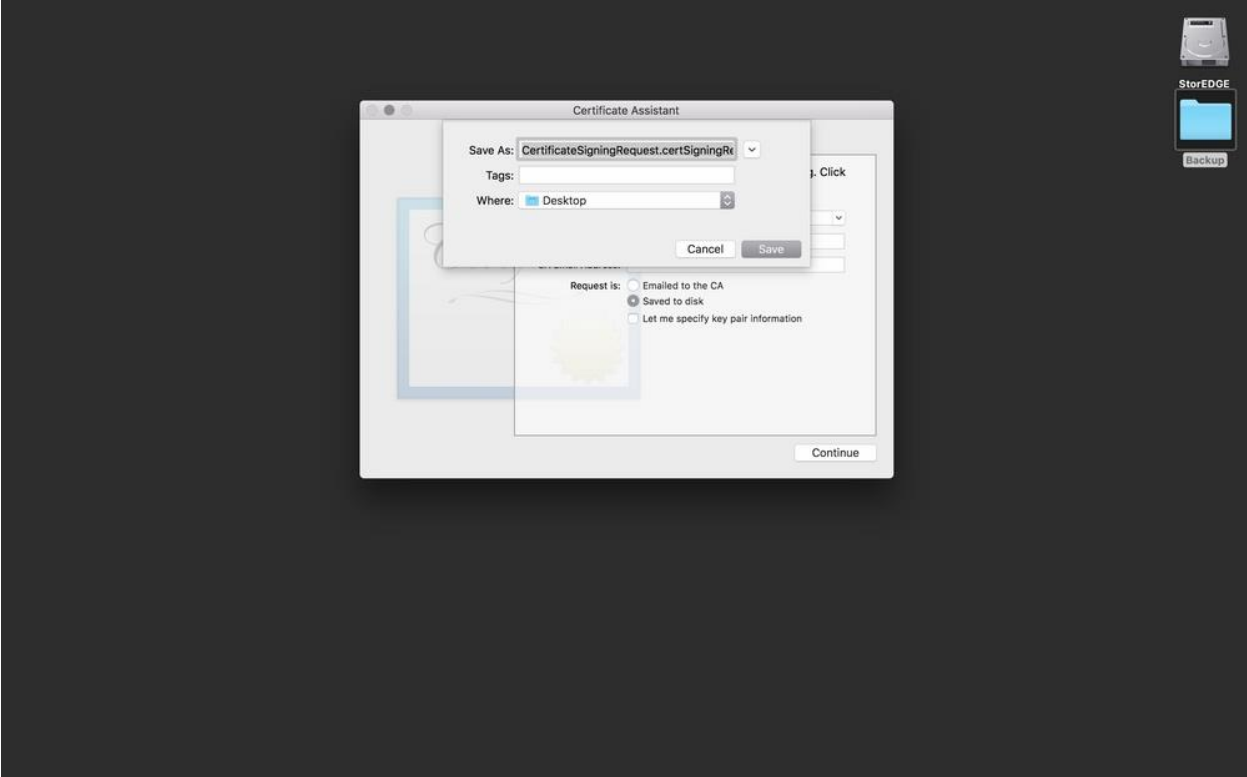 StorEDGE
Backup
Certificate Assistant
Save As: CertificateSigningRequest.certSigningRe
Tags:
Where: Desktop
Cancel Save
g. Click
Request is: Emailed to the CA
Saved to disk
Let me specify key pair information
Continue